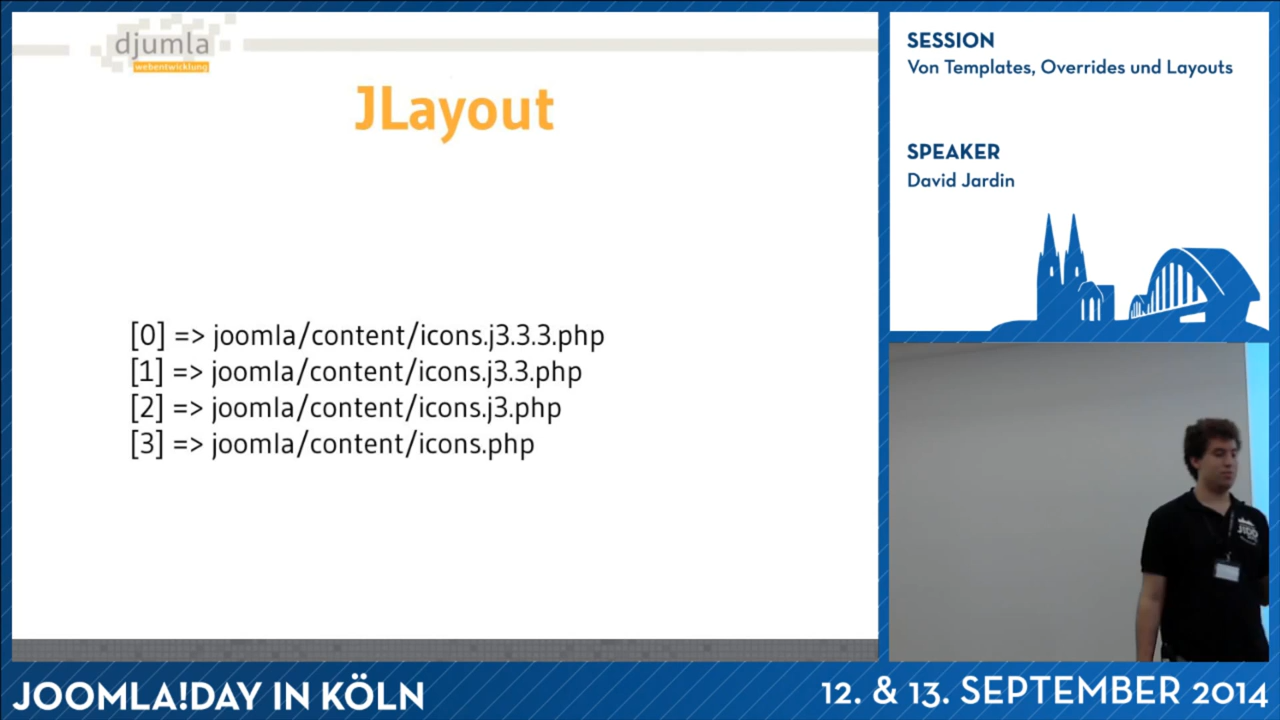 djumla
webentwicklung
JLayout
[0] => joomla/content/icons.j3.3.3.php
[1] => joomla/content/icons.j3.3.php
[2] => joomla/content/icons.j3.php
[3] => joomla/content/icons.php
SESSION
Von Templates, Overrides und Layouts
SPEAKER
David Jardin
JOOMLA!DAY IN KÖLN
12. & 13. SEPTEMBER 2014